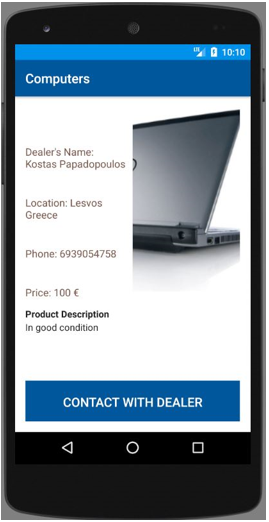 10:10
Computers
Dealer's Name:
Kostas Papadopoulos
Location: Lesvos
Greece
Phone: 6939054758
Price: 100 €
Product Description
In good condition
CONTACT WITH DEALER